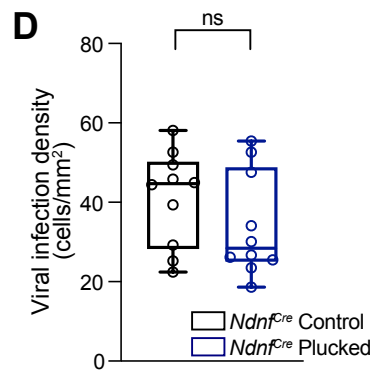 D
ns
Viral infection density
(cells/mm²)
80
60
40
20
0
Ndnfᶜʳᵉ Control
Ndnfᶜʳᵉ Plucked